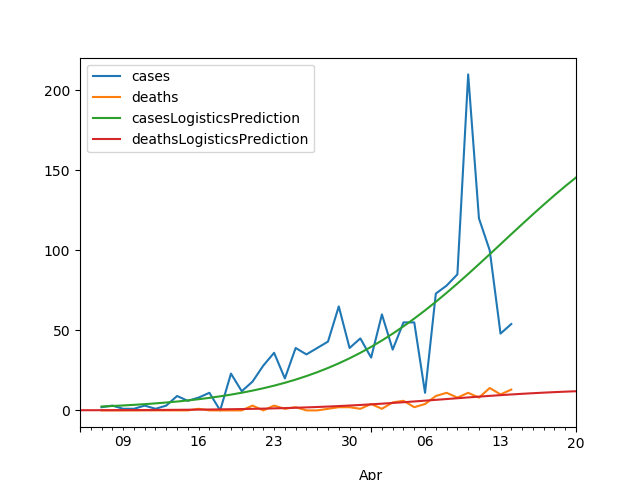 cases
deaths
casesLogisticsPrediction
deathsLogisticsPrediction
200
150
100
50
0
09 16 23 30 06 13 20
Apr